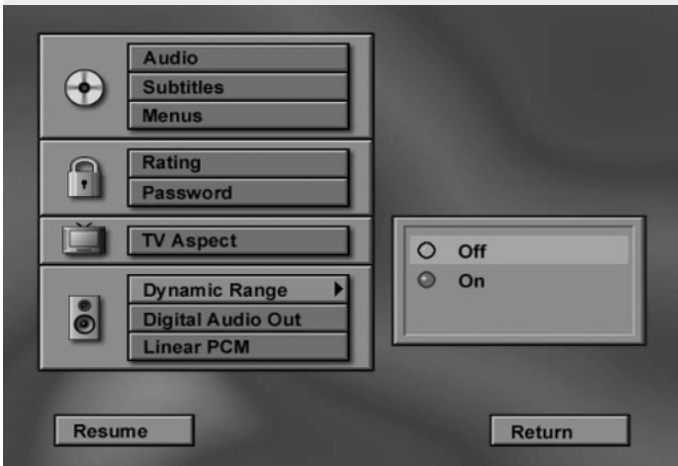 Audio
Subtitles
Menus
Rating
Password
TV Aspect
Dynamic Range
Digital Audio Out
Linear PCM
Off
On
Resume
Return